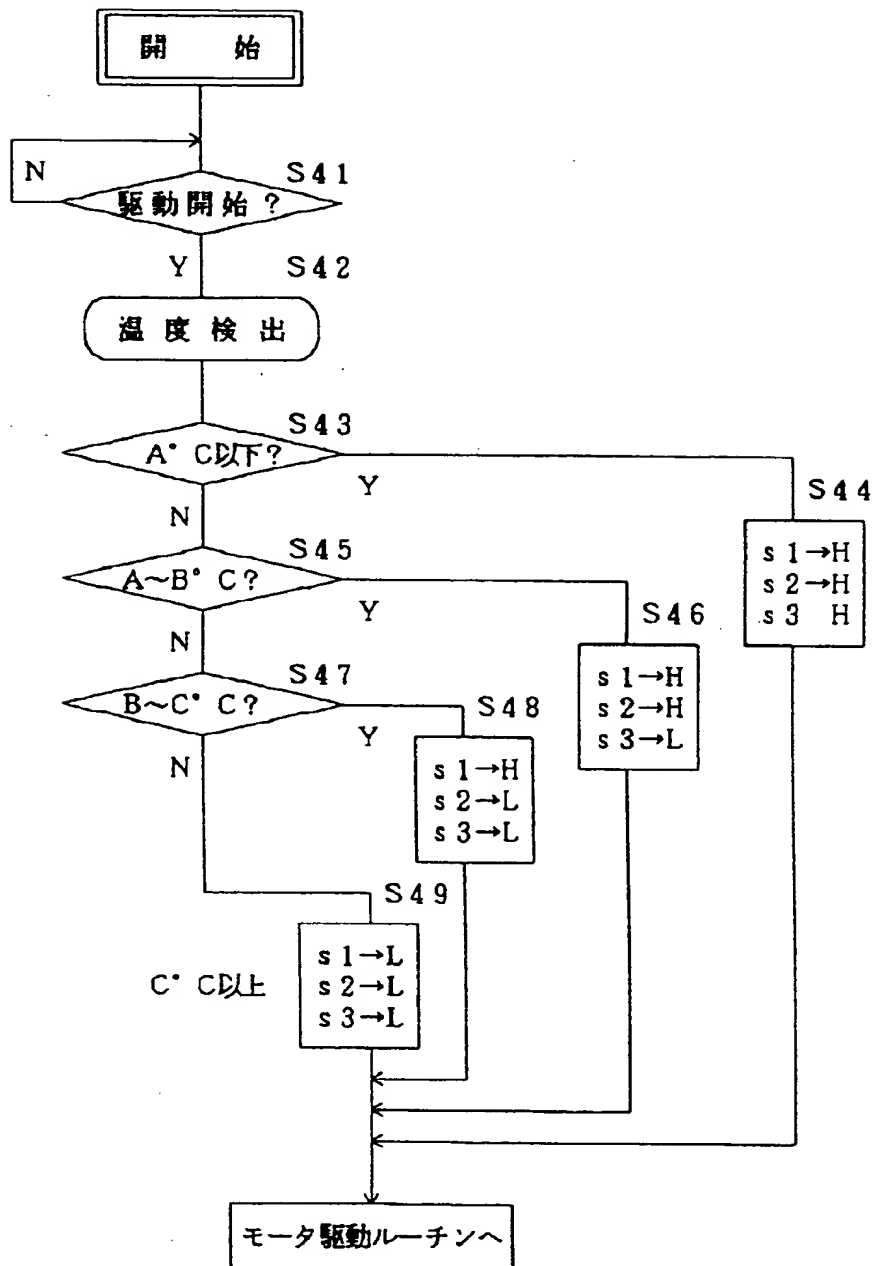 開始
N
S41
駆動開始?
Y
S42
温度検出
S43
A°C以下?
Y
S44
N
s1→H
s2→H
s3 H
S45
A~B°C?
Y
S46
N
s1→H
s2→H
s3→L
S47
B~C°C?
Y
S48
N
s1→H
s2→L
s3→L
S49
C°C以上
s1→L
s2→L
s3→L
モータ駆動ルーチンへ